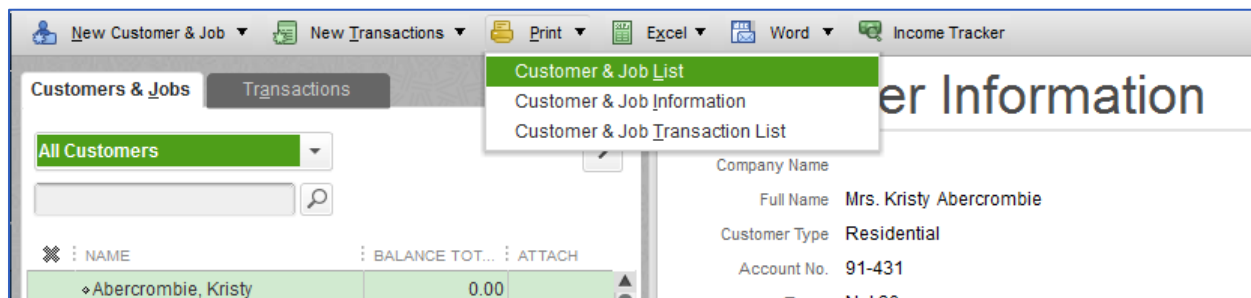 New Customer & Job New Transactions Print Excel Word Income Tracker
Customers & Jobs Transactions
Customer & Job List
Customer & Job Information
Customer & Job Transaction List
er Information
All Customers
NAME BALANCE TOT... ATTACH
Abercrombie, Kristy 0.00
Company Name
Full Name Mrs. Kristy Abercrombie
Customer Type Residential
Account No. 91-431